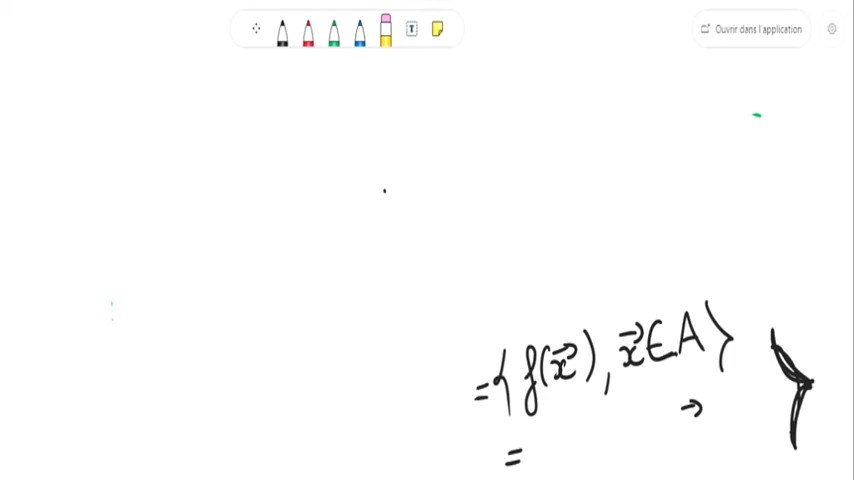 T
Ouvrir dans l'application
={f(x⃗), x⃗ ∈ A}
→
=